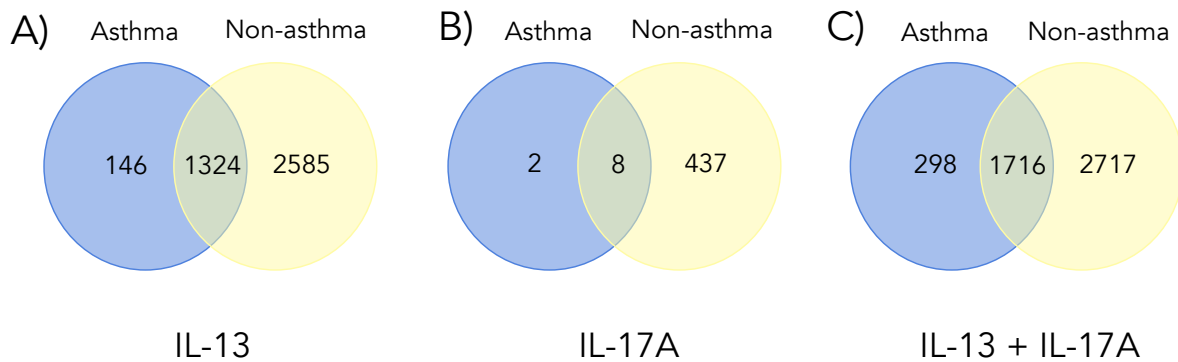 A) Asthma Non-asthma
146 1324 2585
IL-13
B) Asthma Non-asthma
2 8 437
IL-17A
C) Asthma Non-asthma
298 1716 2717
IL-13 + IL-17A